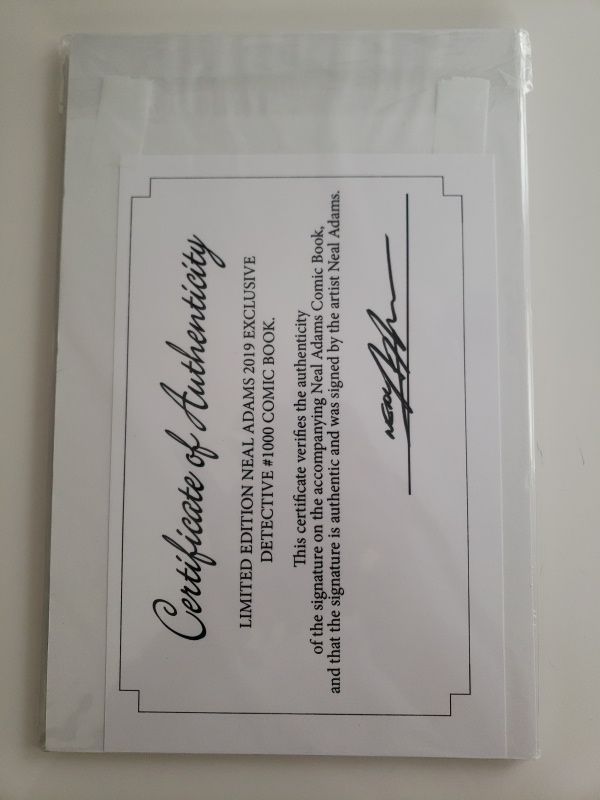 Certificate of Authenticity
LIMITED EDITION NEAL ADAMS 2019 EXCLUSIVE
DETECTIVE #1000 COMIC BOOK.
This certificate verifies the authenticity
of the signature on the accompanying Neal Adams Comic Book,
and that the signature is authentic and was signed by the artist Neal Adams.